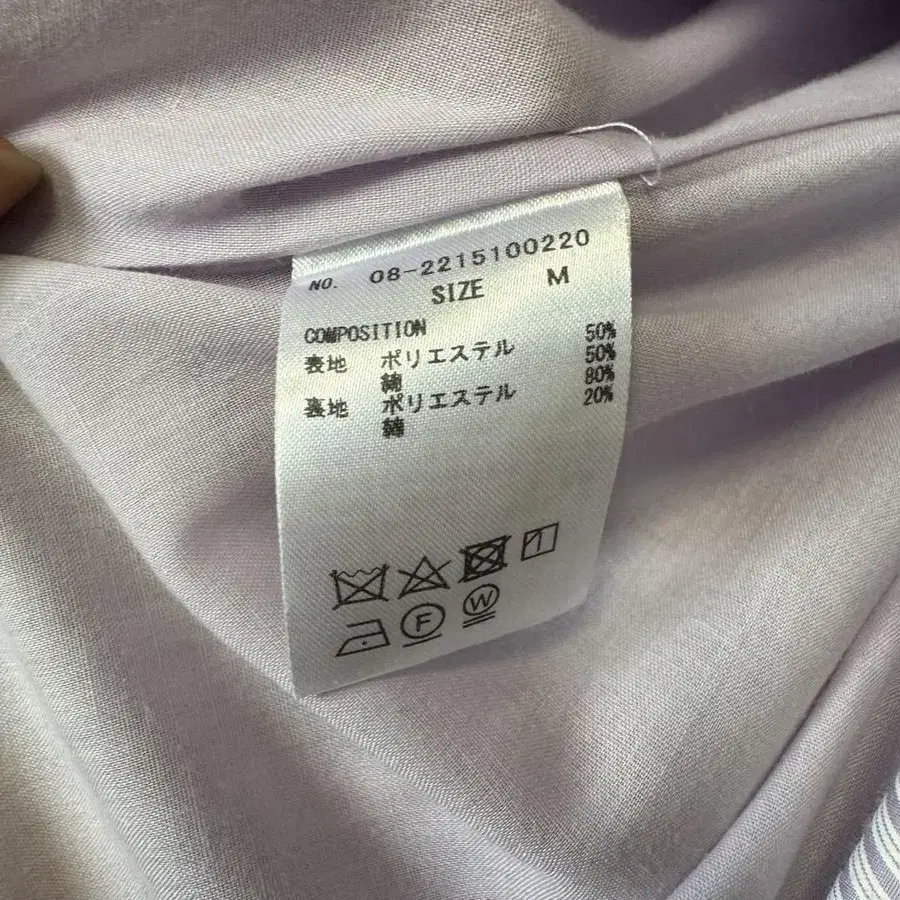 NO. 08-2215100220
SIZE M
COMPOSITION
表地 ポリエステル 50%
綿 50%
裏地 ポリエステル 80%
綿 20%
F W